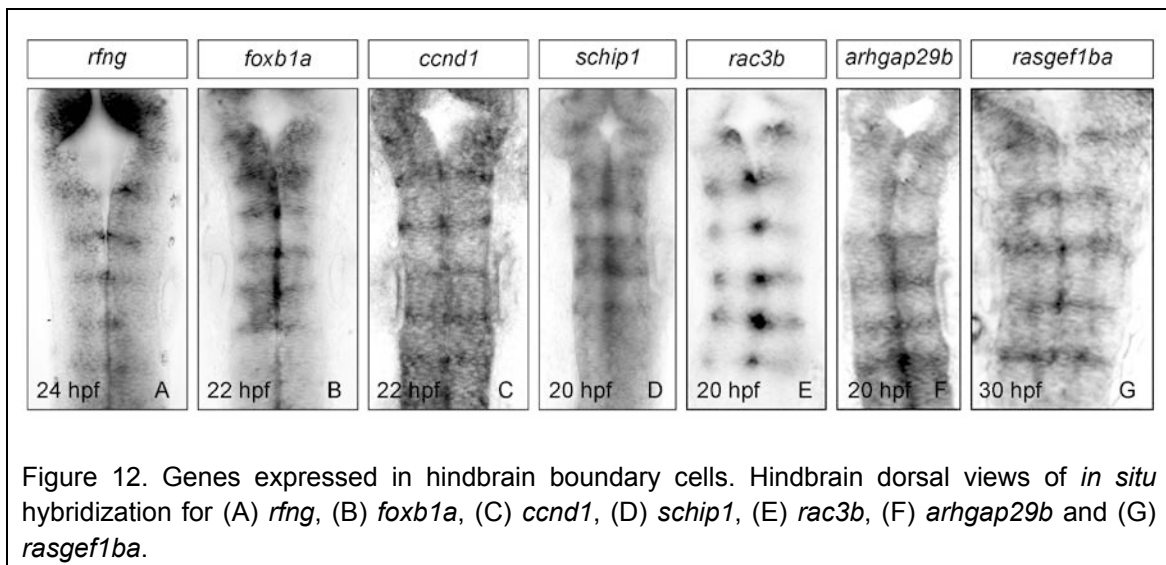 rfng foxb1a ccnd1 schip1 rac3b arhgap29b rasgef1ba
24 hpf A 22 hpf B 22 hpf C 20 hpf D 20 hpf E 20 hpf F 30 hpf G
Figure 12. Genes expressed in hindbrain boundary cells. Hindbrain dorsal views of in situ
hybridization for (A) rfng, (B) foxb1a, (C) ccnd1, (D) schip1, (E) rac3b, (F) arhgap29b and (G)
rasgef1ba.